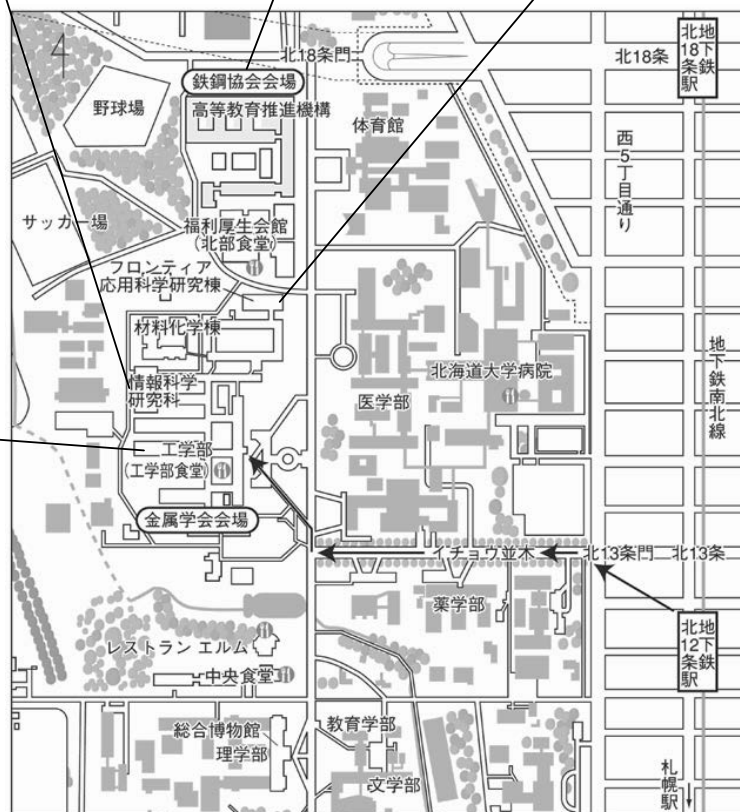 北18条門
北18条
地下鉄
北18条駅
鉄鋼協会会場
高等教育推進機構
野球場
体育館
西5丁目通り
サッカー場
福利厚生会館
(北部食堂)
フロンティア
応用科学研究棟
材料化学棟
地下鉄南北線
北海道大学病院
情報科学
研究科
医学部
工学部
(工学部食堂)
金属学会会場
イチョウ並木
北13条門
北13条
薬学部
地下鉄
北12条駅
レストラン エルム
中央食堂
総合博物館
理学部
教育学部
文学部
札幌駅